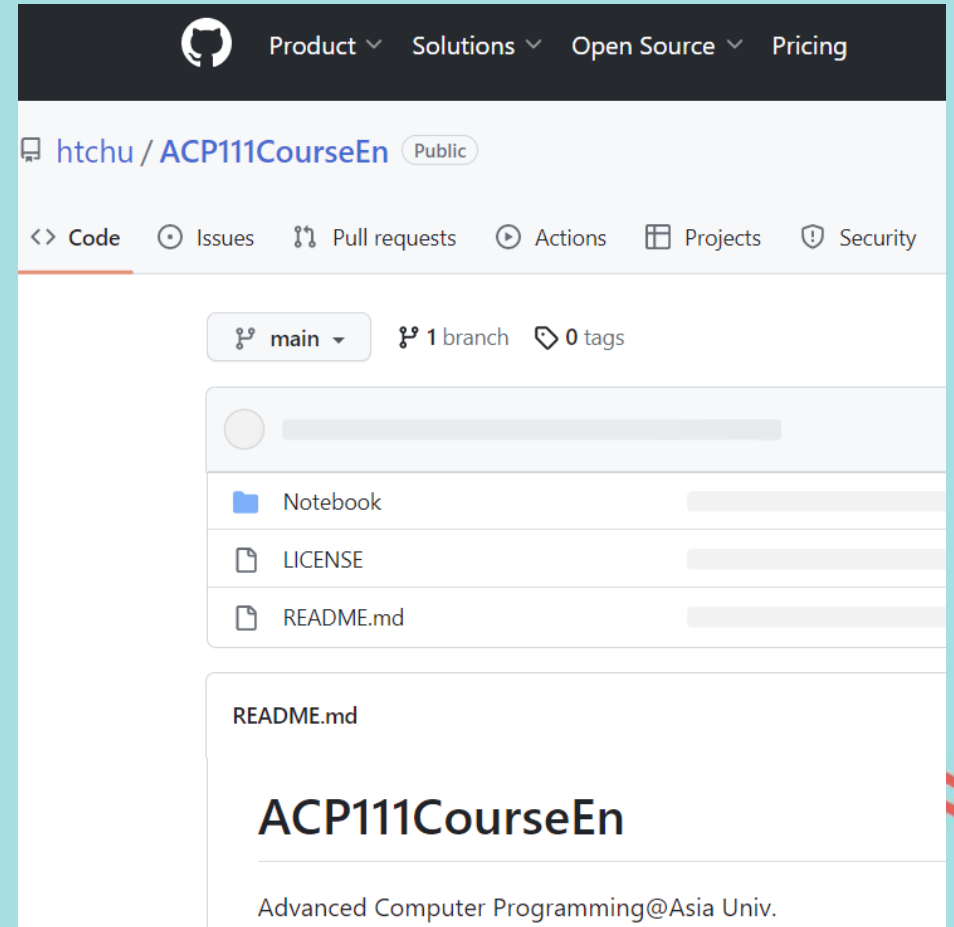 Product Solutions Open Source Pricing
htchu / ACP111CourseEn Public
Code Issues Pull requests Actions Projects Security
main 1 branch 0 tags
Notebook
LICENSE
README.md
README.md
ACP111CourseEn
Advanced Computer Programming@Asia Univ.